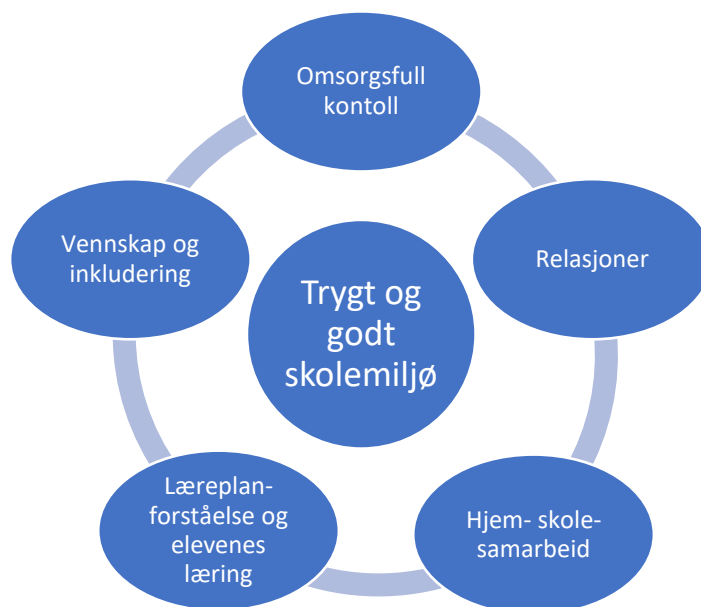 Omsorgsfull
kontoll
Relasjoner
Hjem- skole-
samarbeid
Læreplan-
forståelse og
elevenes
læring
Vennskap og
inkludering
Trygt og
godt
skolemiljø